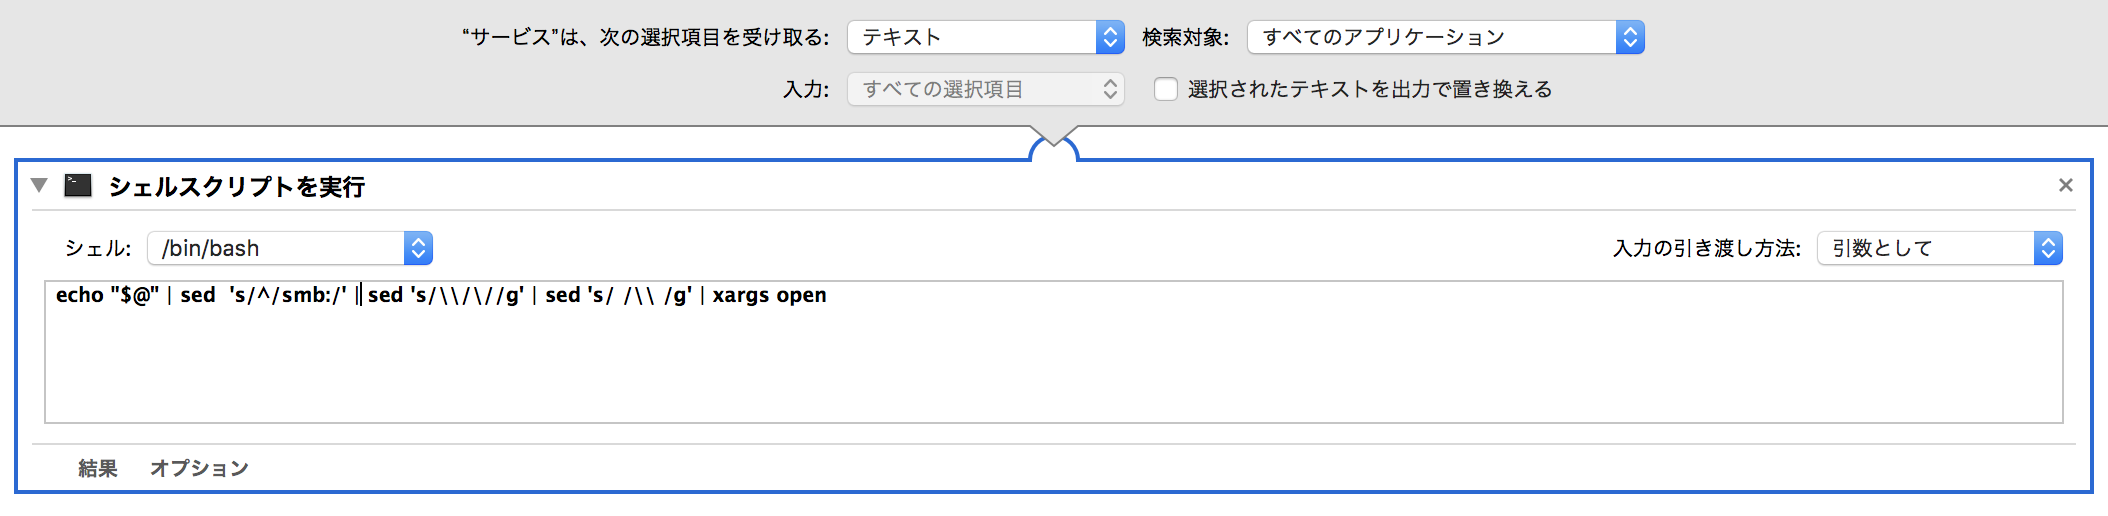 “サービス”は、次の選択項目を受け取る: テキスト 検索対象: すべてのアプリケーション
入力: すべての選択項目 選択されたテキストを出力で置き換える
シェルスクリプトを実行
シェル: /bin/bash 入力の引き渡し方法: 引数として
echo "$@" | sed  's/^/smb:/' | sed 's/\\/\//g' | sed 's/ /\\ /g' | xargs open
結果 オプション